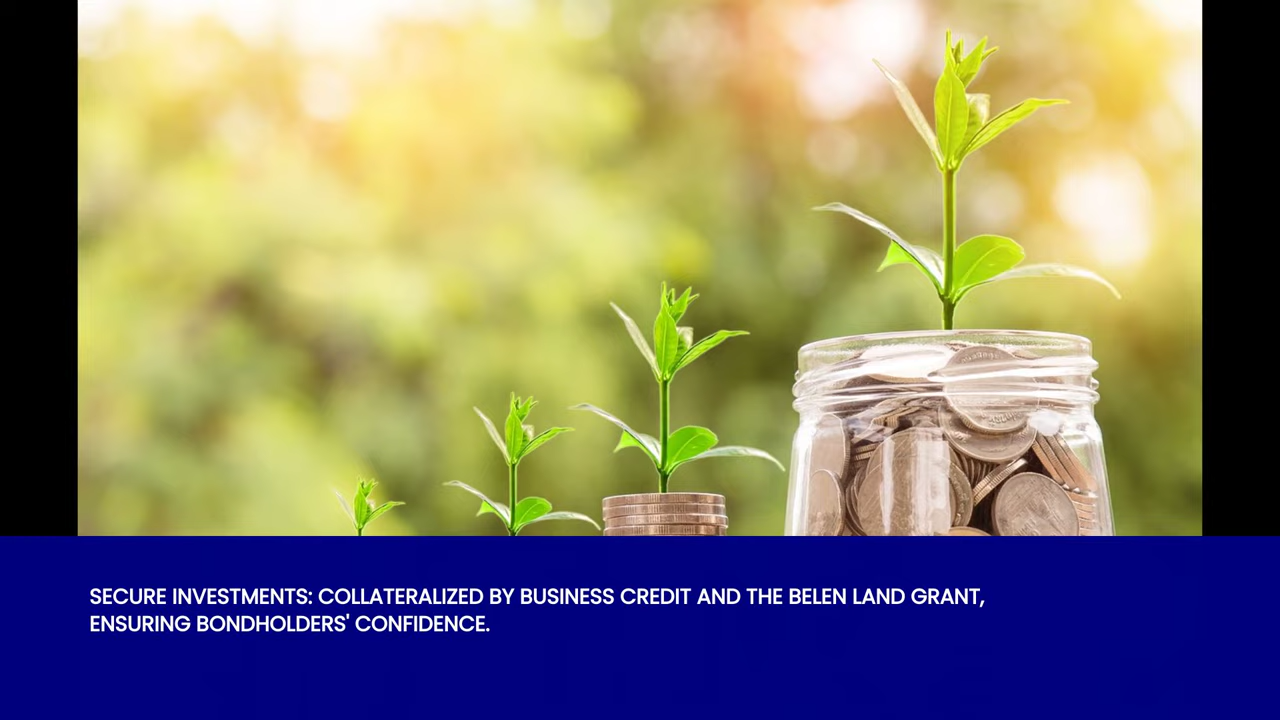 SECURE INVESTMENTS: COLLATERALIZED BY BUSINESS CREDIT AND THE BELEN LAND GRANT,
ENSURING BONDHOLDERS' CONFIDENCE.